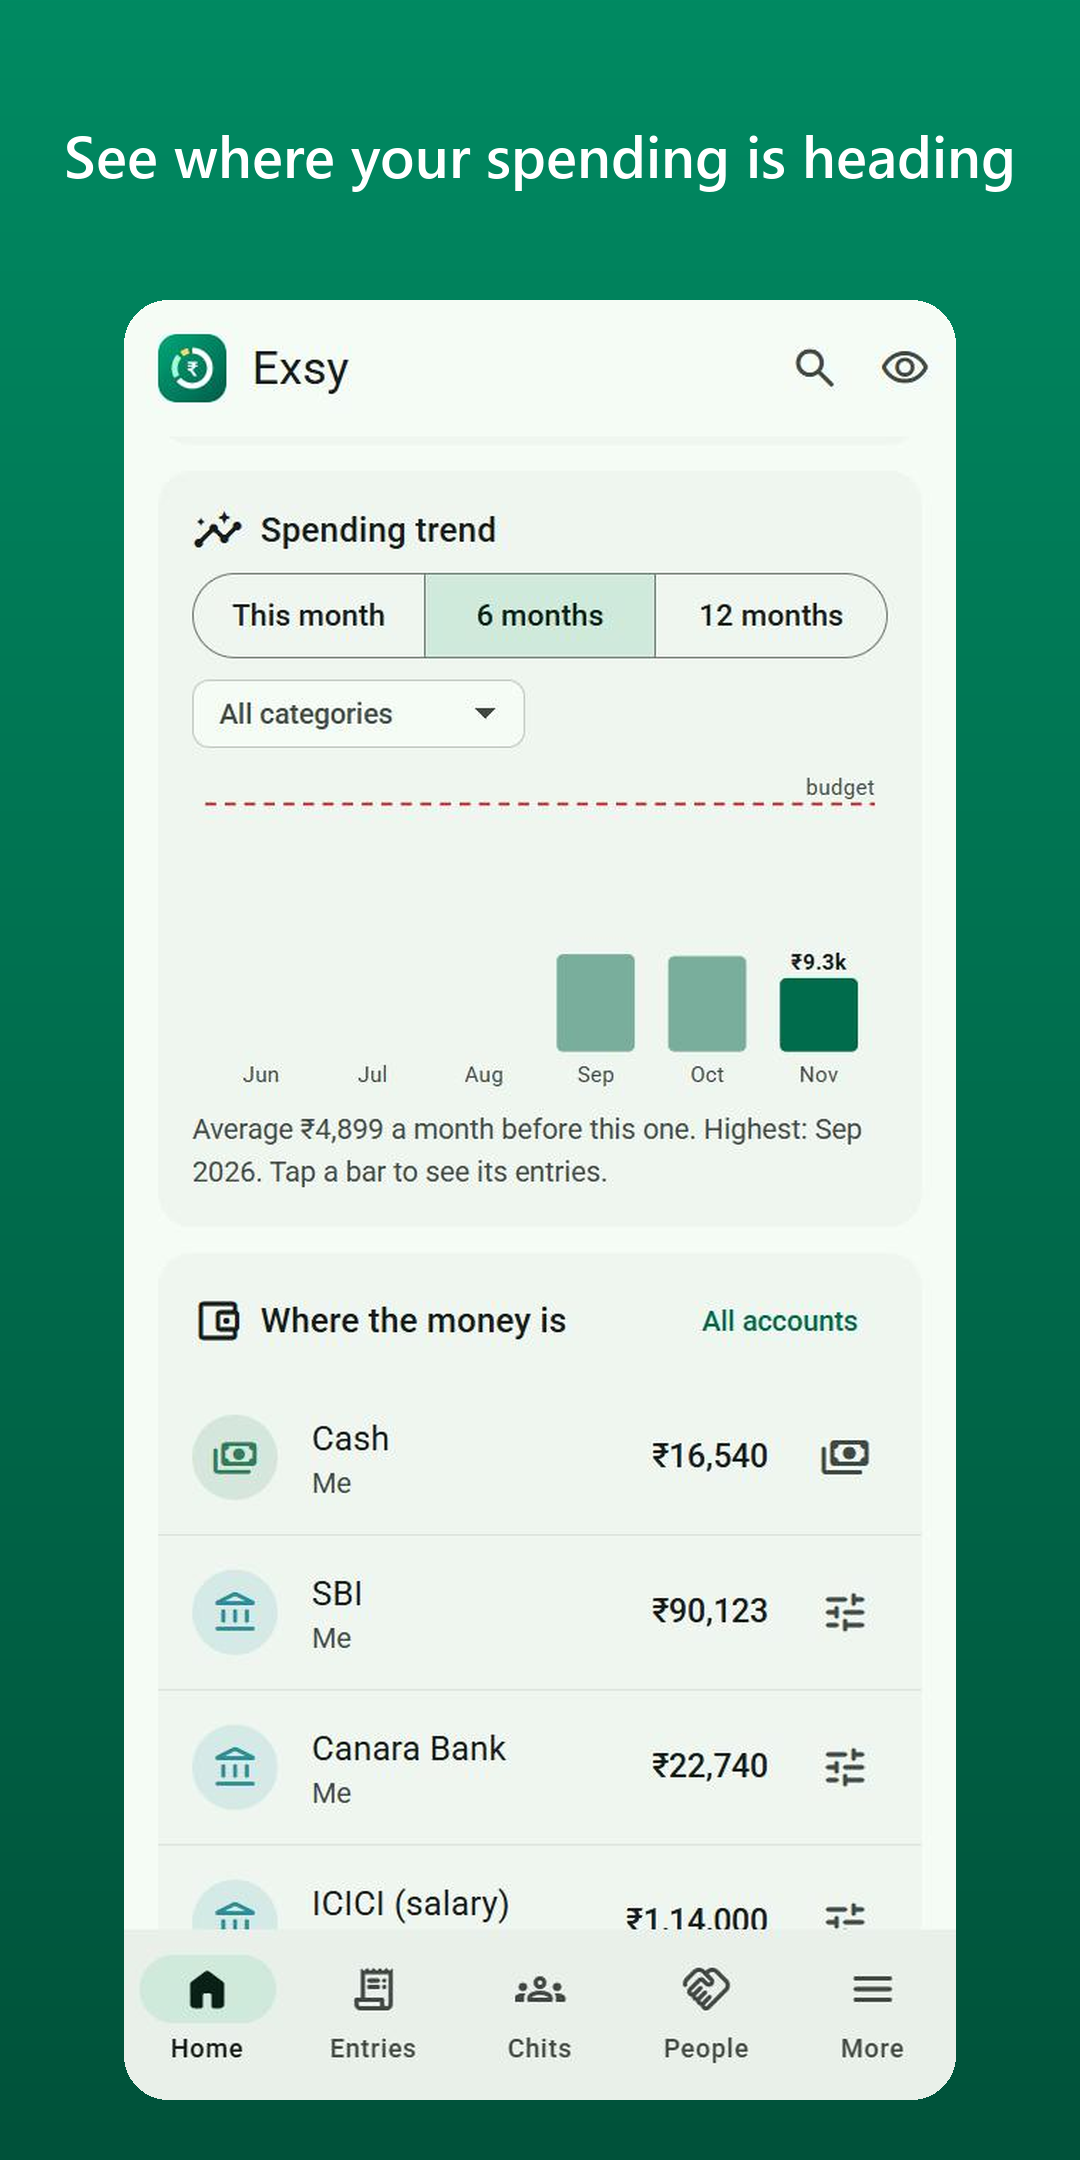 See where your spending is heading
Exsy
Spending trend
This month
6 months
12 months
All categories
budget
₹9.3k
Jun
Jul
Aug
Sep
Oct
Nov
Average ₹4,899 a month before this one. Highest: Sep
2026. Tap a bar to see its entries.
Where the money is
All accounts
Cash
₹16,540
Me
SBI
₹90,123
Me
Canara Bank
₹22,740
Me
ICICI (salary)
₹1,14,000
Home
Entries
Chits
People
More